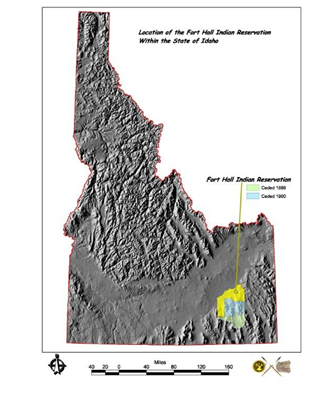 Location of the Fort Hall Indian Reservation
Within the State of Idaho
Fort Hall Indian Reservation
Ceded 1889
Ceded 1900
Miles
40 20 0 40 80 120 160